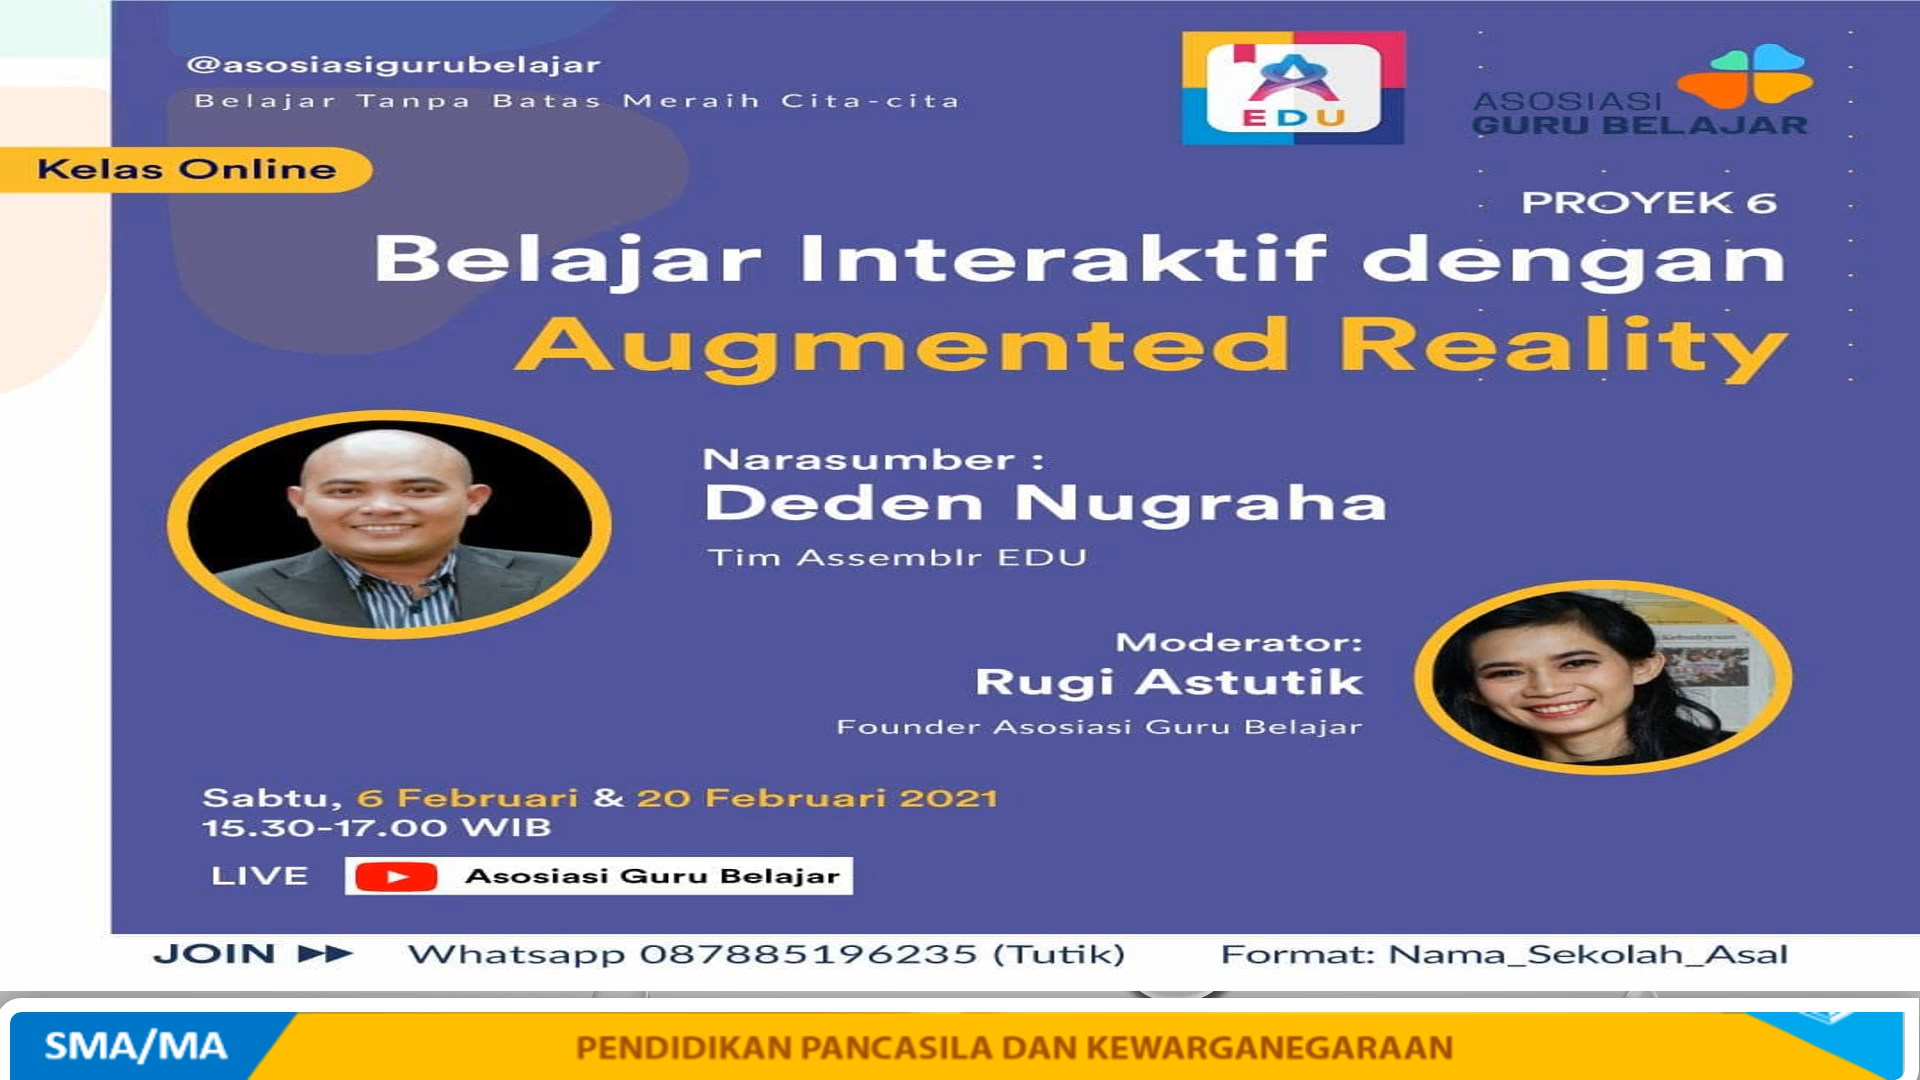 @asosiasigurubelajar
Belajar Tanpa Batas Meraih Cita-cita
EDU
ASOSIASI
GURU BELAJAR
Kelas Online
PROYEK 6
Belajar Interaktif dengan
Augmented Reality
Narasumber :
Deden Nugraha
Tim Assemblr EDU
Moderator:
Rugi Astutik
Founder Asosiasi Guru Belajar
Sabtu, 6 Februari & 20 Februari 2021
15.30-17.00 WIB
LIVE Asosiasi Guru Belajar
JOIN Whatsapp 087885196235 (Tutik) Format: Nama_Sekolah_Asal
SMA/MA PENDIDIKAN PANCASILA DAN KEWARGANEGARAAN